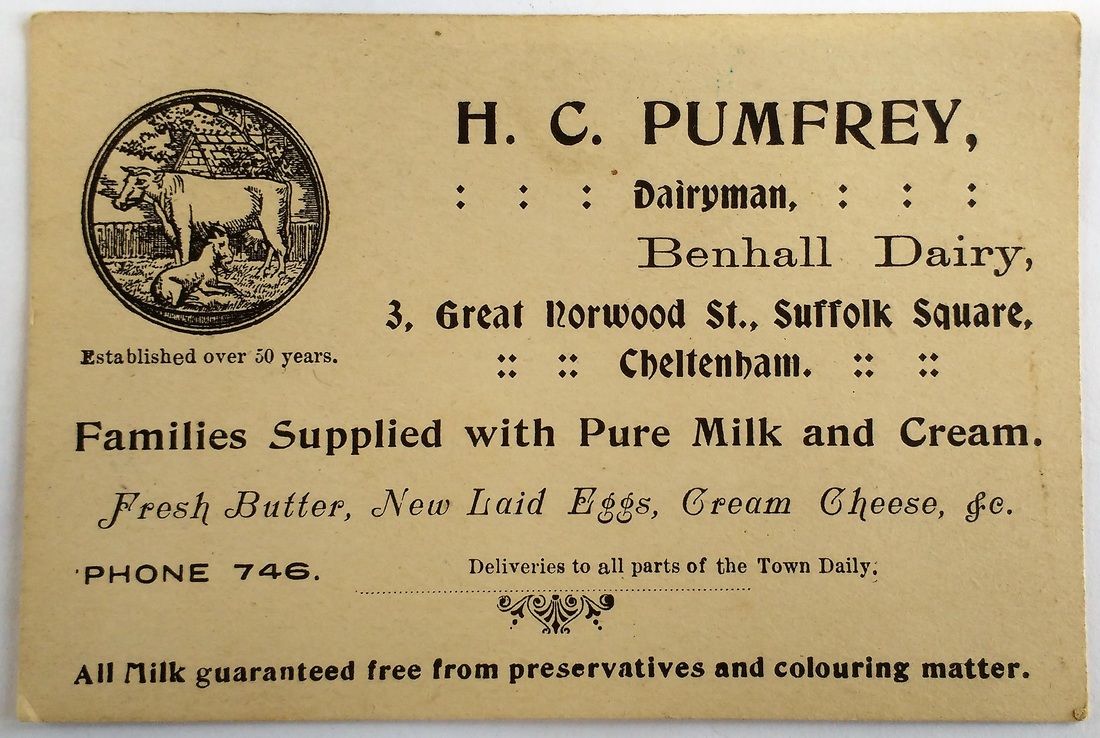 H. C. PUMFREY,
: : : Dairyman, : : :
Benhall Dairy,
3, Great Norwood St., Suffolk Square,
:: :: Cheltenham. :: ::
Established over 50 years.
Families Supplied with Pure Milk and Cream.
Fresh Butter, New Laid Eggs, Cream Cheese, &c.
'PHONE 746.
Deliveries to all parts of the Town Daily.
All Milk guaranteed free from preservatives and colouring matter.